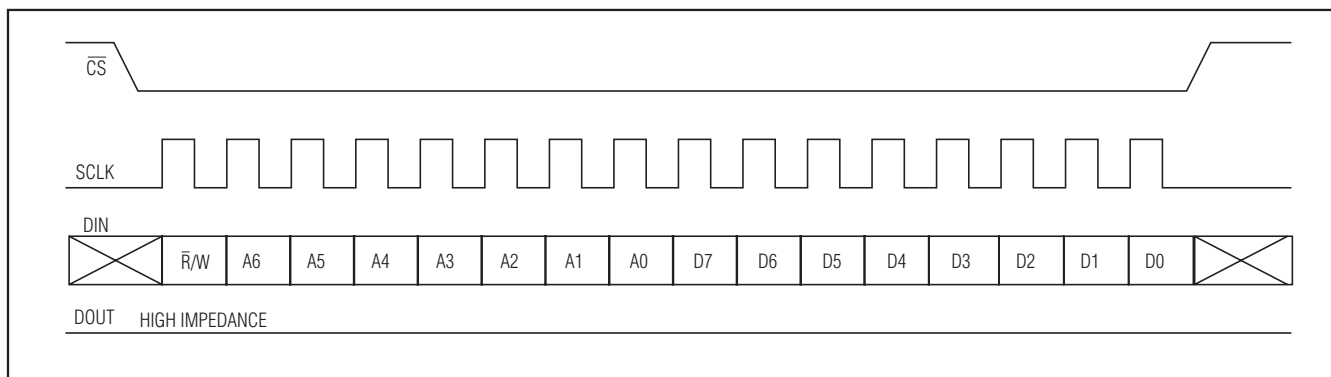 C̅S̅
SCLK
DIN
R̅/W A6 A5 A4 A3 A2 A1 A0 D7 D6 D5 D4 D3 D2 D1 D0
DOUT HIGH IMPEDANCE